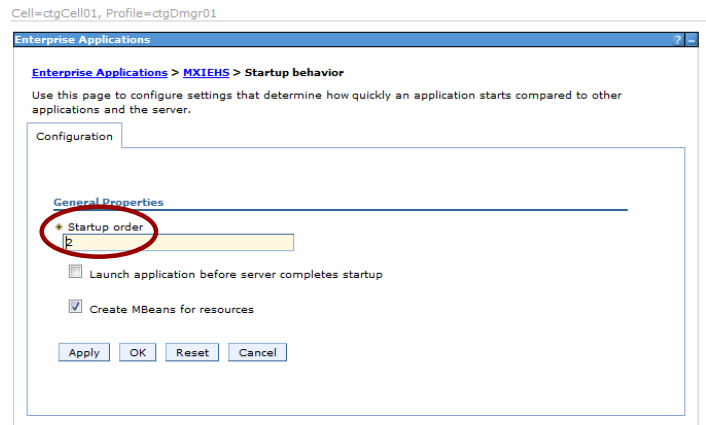 Cell=ctgCell01, Profile=ctgDmgr01
Enterprise Applications ? –
Enterprise Applications > MXIEHS > Startup behavior
Use this page to configure settings that determine how quickly an application starts compared to other
applications and the server.
Configuration
General Properties
* Startup order
2
Launch application before server completes startup
Create MBeans for resources
Apply OK Reset Cancel